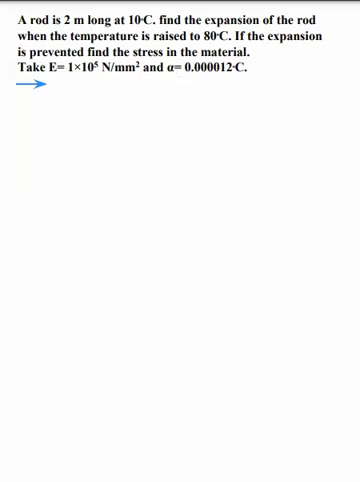 A rod is 2 m long at 10◦C. find the expansion of the rod
when the temperature is raised to 80◦C. If the expansion
is prevented find the stress in the material.
Take E= 1×10⁵ N/mm² and α= 0.000012◦C.